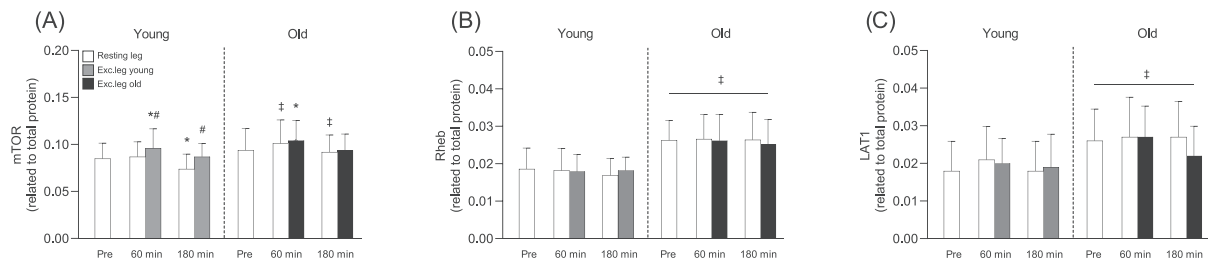 (A)
Young Old
mTOR
(related to total protein)
0.20
0.15
0.10
0.05
0.00
Resting leg
Exc.leg young
Exc.leg old
*# * # ‡ * ‡
Pre 60 min 180 min Pre 60 min 180 min
(B)
Young Old
Rheb
(related to total protein)
0.05
0.04
0.03
0.02
0.01
0.00
‡
Pre 60 min 180 min Pre 60 min 180 min
(C)
Young Old
LAT1
(related to total protein)
0.05
0.04
0.03
0.02
0.01
0.00
‡
Pre 60 min 180 min Pre 60 min 180 min